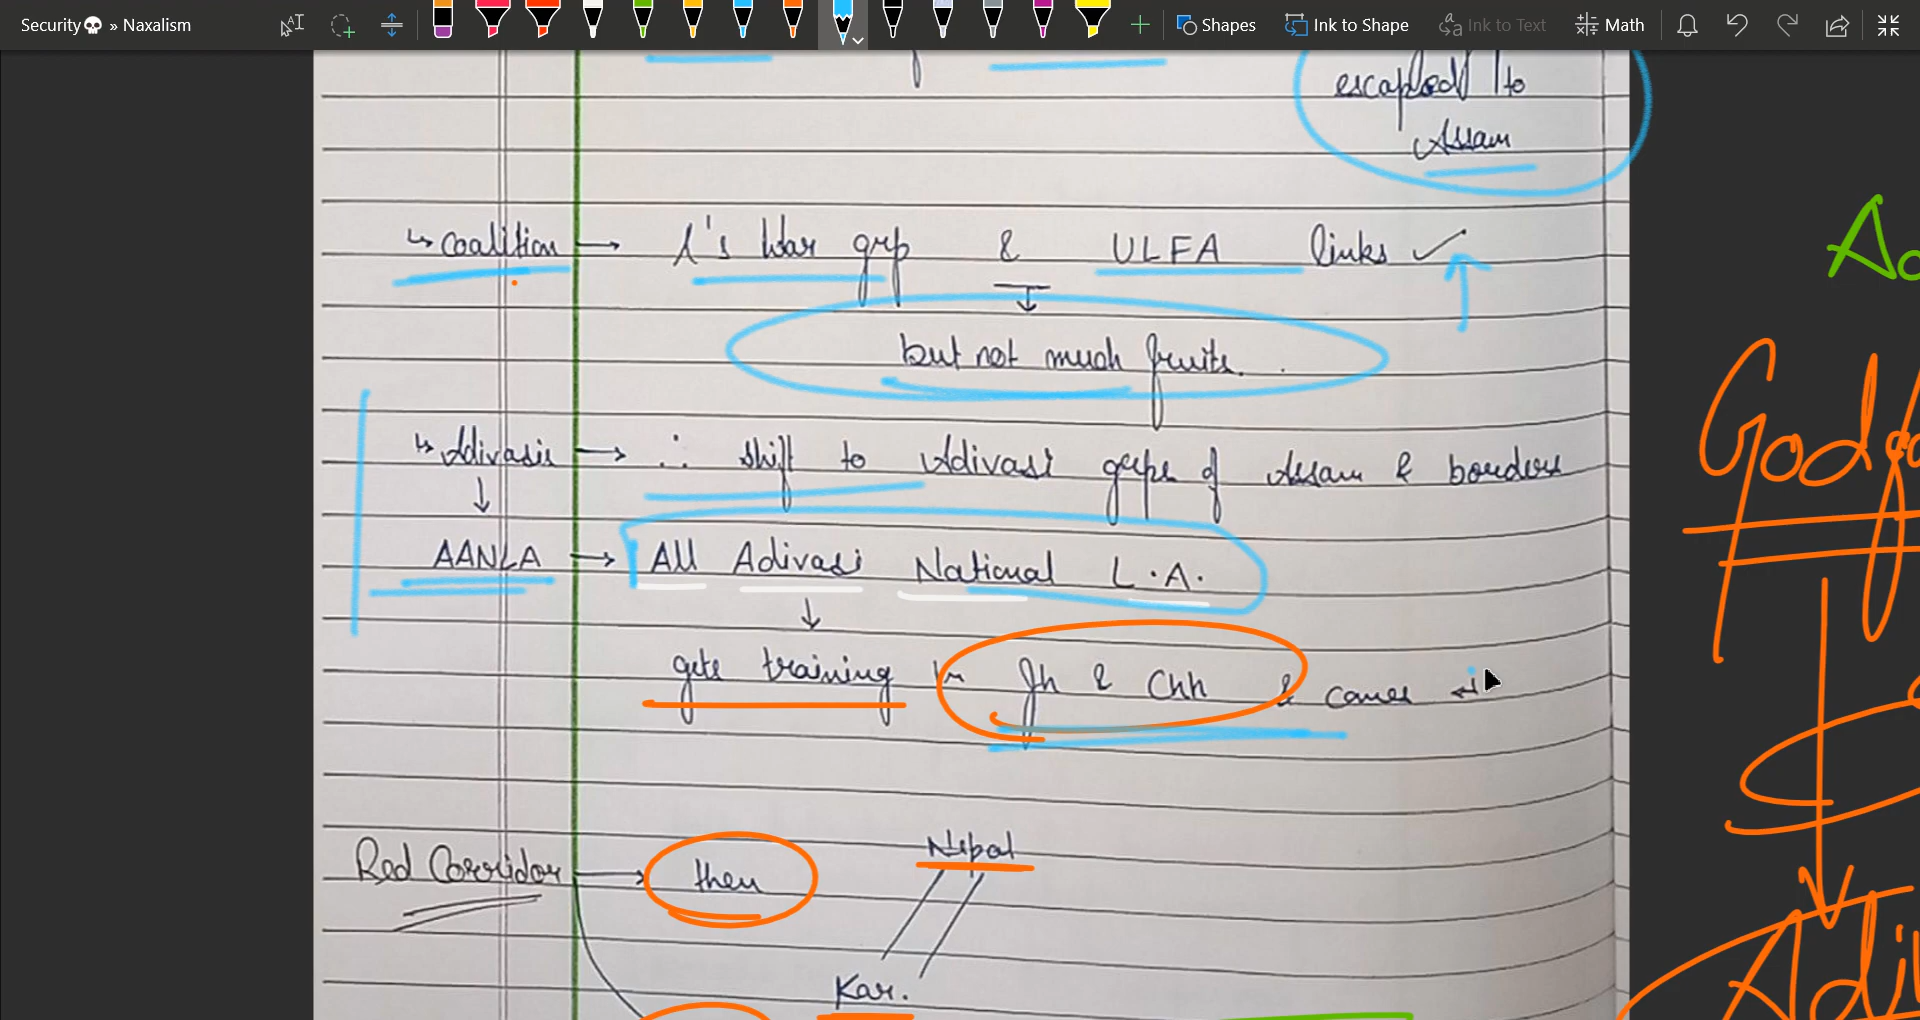 Security💀 » Naxalism
Shapes Ink to Shape Ink to Text Math
escaped to
Assam
↳ Coalition → 's War grp & ULFA links ✓
↓
but not much fruits.
↳ Adivasis → ∴ shift to Adivasi grps of Assam & borders
↓
AANLA → All Adivasi National L.A.
↓
gets training in Jh & Chh &
Red Corridor → then Nepal
Kar.